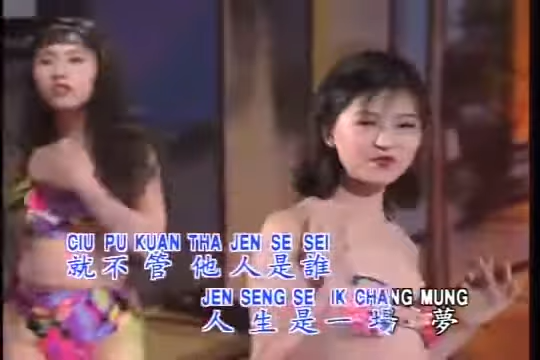 CIU PU KUAN THA JEN SE SEI
就不管他人是誰
JEN SENG SE IK CHANG MUNG
人生是一場夢